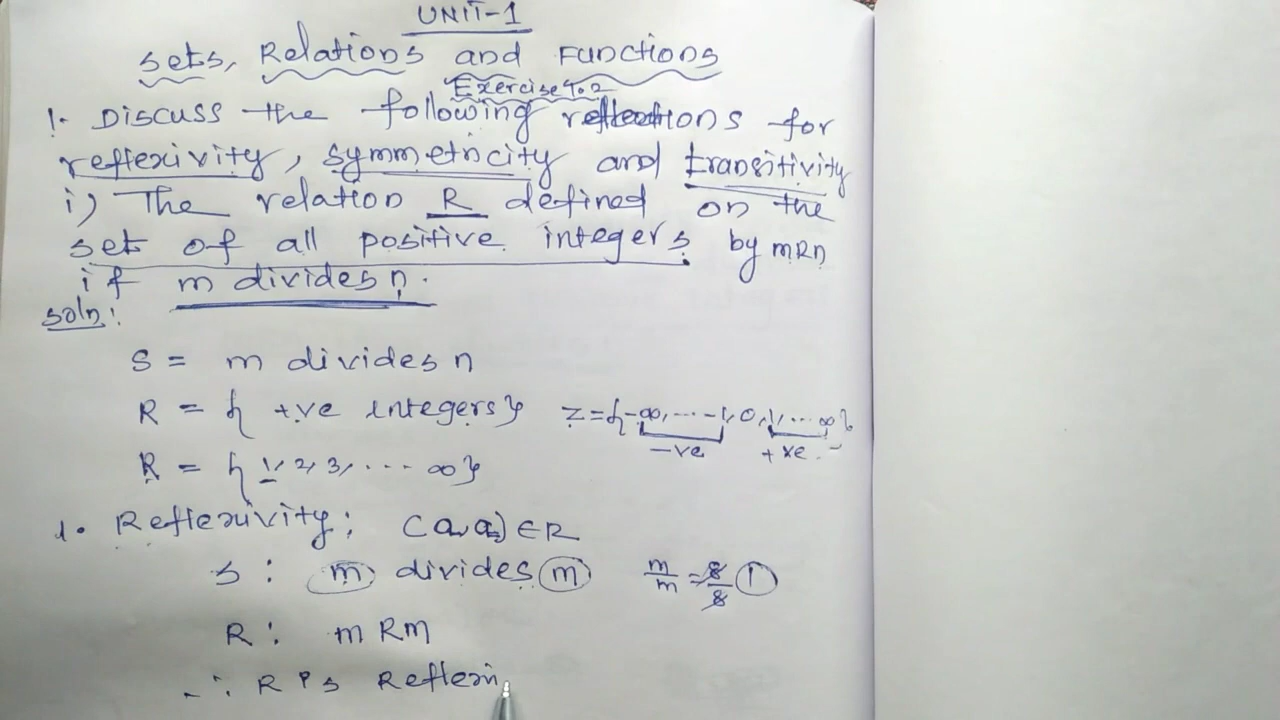 UNIT-1
Sets, Relations and Functions
Exercise 4.2
1. Discuss the following relations for
reflexivity, symmetricity and transitivity
i) The relation R defined on the
set of all positive integers by mRn
if m divides n.
Soln:
S = m divides n
R = { +ve integers} Z = {-∞, ... -1, 0, 1, ... ∞}
-ve +ve
R = { 1, 2, 3, .... ∞}
1. Reflexivity: (a, a) ∈ R
S : m divides m m/m = 8/8 1
R : m R m
∴ R is Reflexi